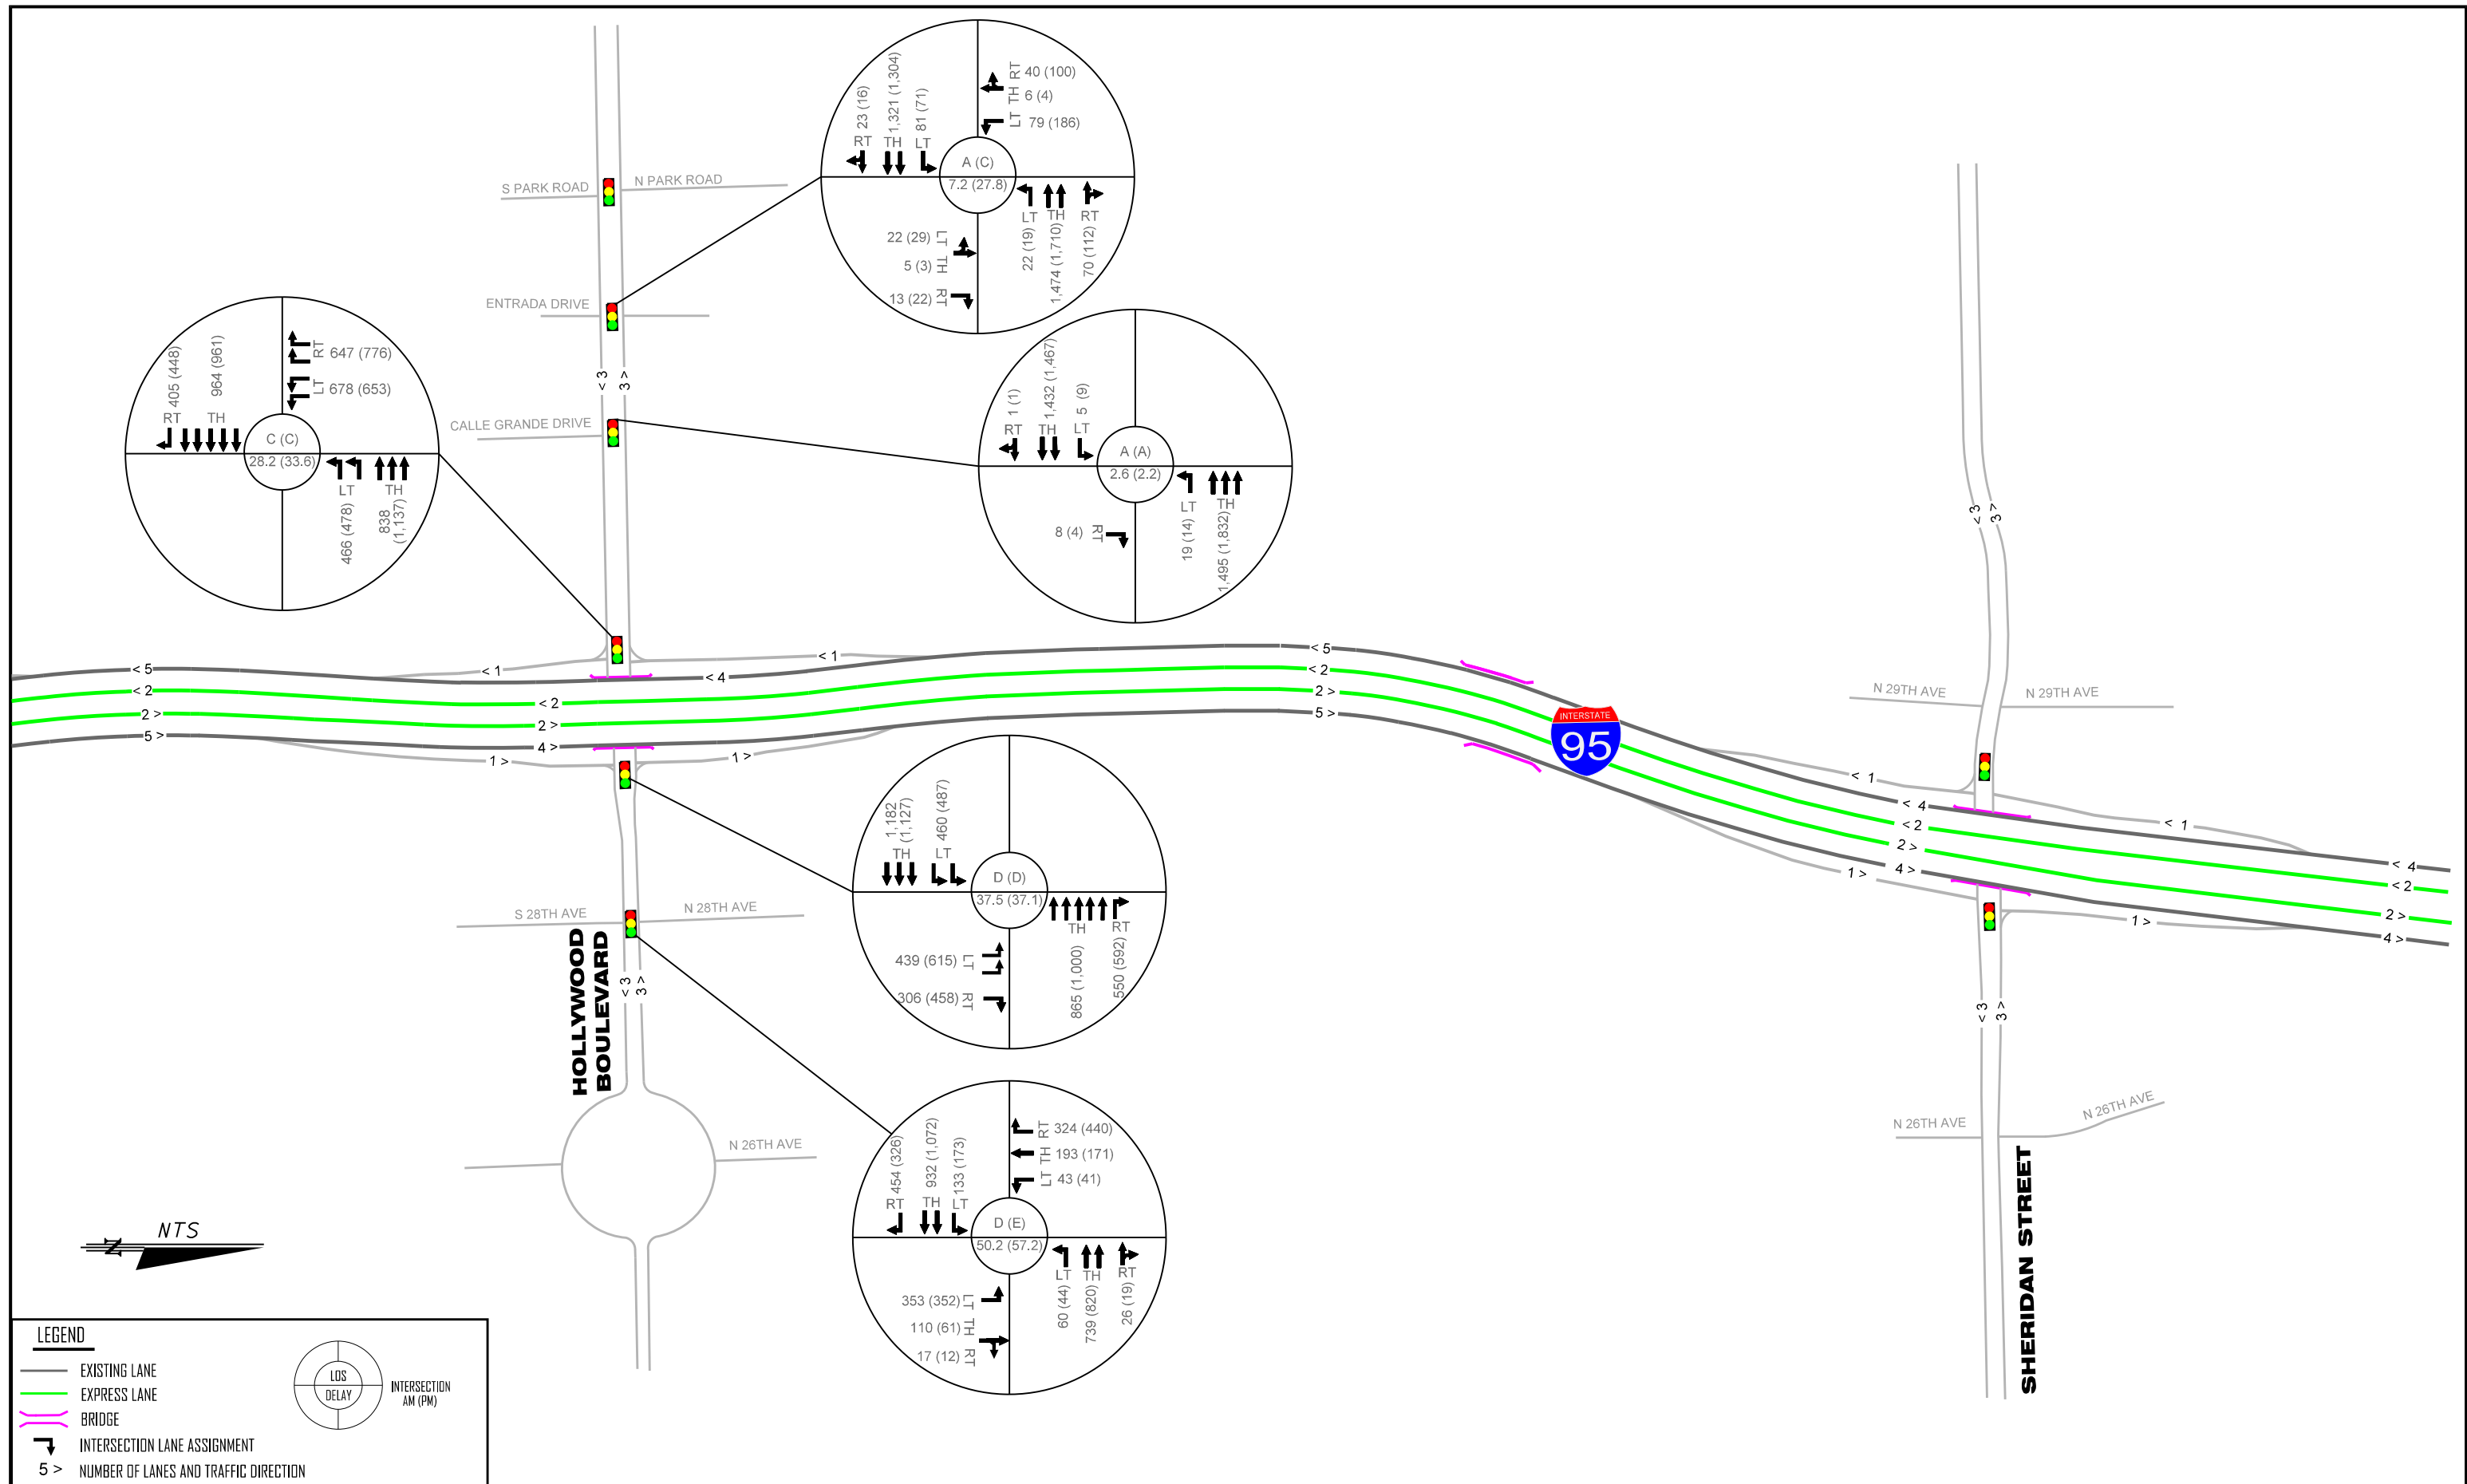 40 (100)
RT
6 (4)
TH
79 (186)
LT
23 (16)
1,321 (1,304)
81 (71)
RT
TH
LT
A (C)
7.2 (27.8)
22 (29) LT
5 (3) TH
13 (22) RT
LT
TH
RT
22 (19)
1,474 (1,710)
70 (112)
S PARK ROAD
N PARK ROAD
ENTRADA DRIVE
< 3
3 >
CALLE GRANDE DRIVE
405 (448)
964 (961)
RT
TH
RT 647 (776)
LT 678 (653)
C (C)
28.2 (33.6)
LT
TH
466 (478)
838
(1,137)
1 (1)
1,432 (1,467)
5 (9)
RT
TH
LT
A (A)
2.6 (2.2)
8 (4) RT
LT
TH
19 (14)
1,495 (1,832)
< 3
3 >
< 5
< 1
< 1
< 4
< 5
< 2
< 2
< 2
2 >
2 >
2 >
5 >
4 >
5 >
1 >
1 >
INTERSTATE
95
N 29TH AVE
N 29TH AVE
< 1
< 4
< 1
< 4
< 2
< 2
2 >
2 >
4 >
4 >
1 >
1 >
1,182
(1,127)
460 (487)
TH
LT
D (D)
37.5 (37.1)
439 (615) LT
306 (458) RT
TH
RT
865 (1,000)
550 (592)
S 28TH AVE
N 28TH AVE
HOLLYWOOD
BOULEVARD
< 3
3 >
< 3
3 >
N 26TH AVE
454 (326)
932 (1,072)
133 (173)
RT
TH
LT
RT 324 (440)
TH 193 (171)
LT 43 (41)
D (E)
50.2 (57.2)
353 (352) LT
110 (61) TH
17 (12) RT
LT
TH
RT
60 (44)
739 (820)
26 (19)
N 26TH AVE
N 26TH AVE
SHERIDAN STREET
NTS
N
LEGEND
EXISTING LANE
EXPRESS LANE
BRIDGE
INTERSECTION LANE ASSIGNMENT
5 > NUMBER OF LANES AND TRAFFIC DIRECTION
LOS
DELAY
INTERSECTION
AM (PM)